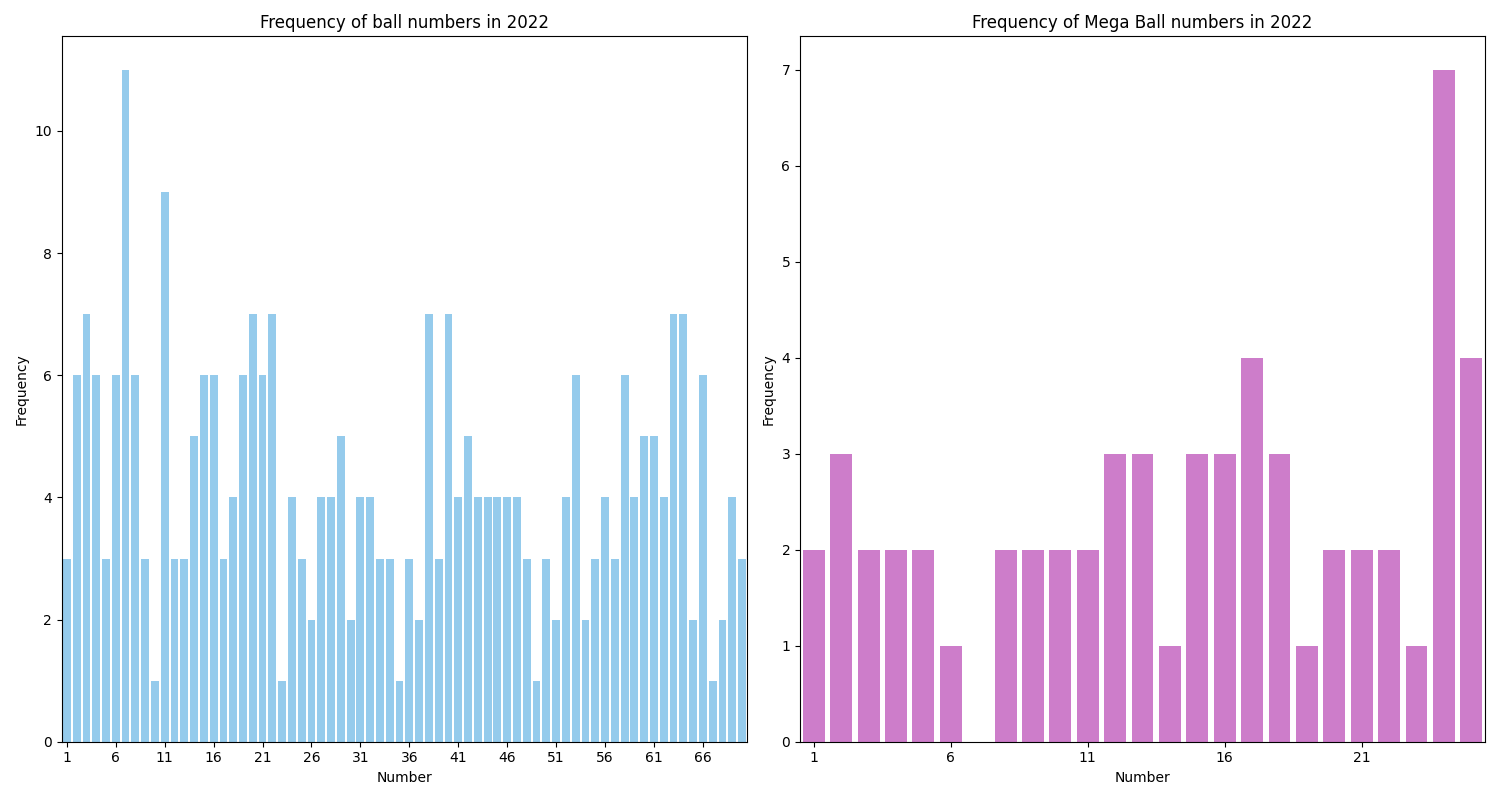 Frequency of ball numbers in 2022
Frequency
10
8
6
4
2
0
1 6 11 16 21 26 31 36 41 46 51 56 61 66
Number
Frequency of Mega Ball numbers in 2022
Frequency
7
6
5
4
3
2
1
0
1 6 11 16 21
Number